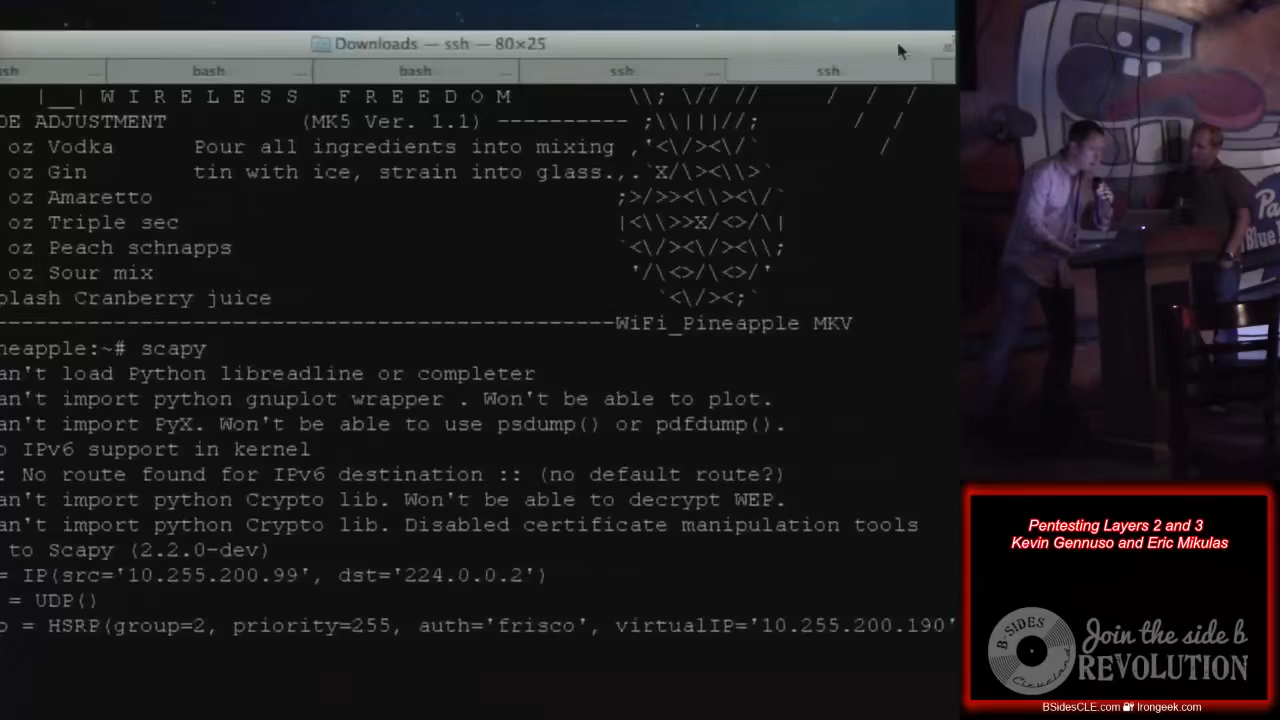 Downloads — ssh — 80×25
sh bash bash ssh ssh
|__| W I R E L E S S F R E E D O M \\; \// // / / /
DE ADJUSTMENT (MK5 Ver. 1.1) ---------- ;\\|||//; / /
oz Vodka Pour all ingredients into mixing ,'<\/><\/` /
oz Gin tin with ice, strain into glass.,.`X/\><\\>`
oz Amaretto ;>/>><\\><\/`
oz Triple sec |<\\>>X/<>/\|
oz Peach schnapps `<\/><\/><\\;
oz Sour mix '/\<>/\<>/'
plash Cranberry juice `<\/><;`
-----------------------------------------------WiFi_Pineapple MKV
neapple:~# scapy
an't load Python libreadline or completer
an't import python gnuplot wrapper . Won't be able to plot.
an't import PyX. Won't be able to use psdump() or pdfdump().
o IPv6 support in kernel
: No route found for IPv6 destination :: (no default route?)
an't import python Crypto lib. Won't be able to decrypt WEP.
an't import python Crypto lib. Disabled certificate manipulation tools
to Scapy (2.2.0-dev)
= IP(src='10.255.200.99', dst='224.0.0.2')
= UDP()
p = HSRP(group=2, priority=255, auth='frisco', virtualIP='10.255.200.190'
Pa
Blue
Pentesting Layers 2 and 3
Kevin Gennuso and Eric Mikulas
B-SIDES
Cleveland
Join the side b
REVOLUTION
BSidesCLE.com Irongeek.com